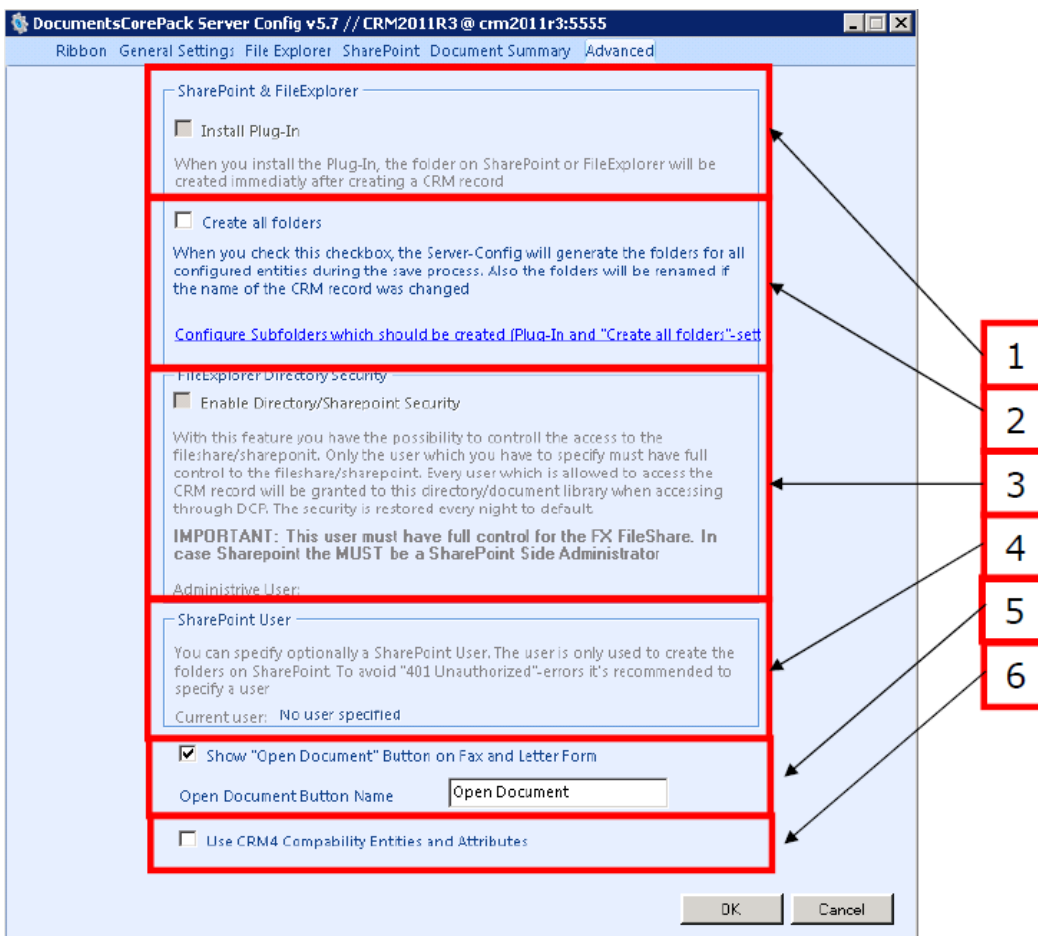 DocumentsCorePack Server Config v5.7 // CRM2011R3 @ crm2011r3:5555
Ribbon General Settings File Explorer SharePoint Document Summary Advanced
SharePoint & FileExplorer
Install Plug-In
When you install the Plug-In, the folder on SharePoint or FileExplorer will be
created immediatly after creating a CRM record
Create all folders
When you check this checkbox, the Server-Config will generate the folders for all
configured entities during the save process. Also the folders will be renamed if
the name of the CRM record was changed
Configure Subfolders which should be created (Plug-In and "Create all folders"-sett
1
2
FileExplorer Directory Security
Enable Directory/Sharepoint Security
With this feature you have the possibility to controll the access to the
fileshare/shareponit. Only the user which you have to specify must have full
control to the fileshare/sharepoint. Every user which is allowed to access the
CRM record will be granted to this directory/document library when accessing
through DCP. The security is restored every night to default.
3
IMPORTANT: This user must have full control for the FX FileShare. In
case Sharepoint the MUST be a SharePoint Side Administrator
4
Administrive User:
SharePoint User
5
You can specify optionally a SharePoint User. The user is only used to create the
folders on SharePoint. To avoid "401 Unauthorized"-errors it's recommended to
specify a user
6
Current user: No user specified
Show "Open Document" Button on Fax and Letter Form
Open Document Button Name Open Document
Use CRM4 Compability Entities and Attributes
OK Cancel